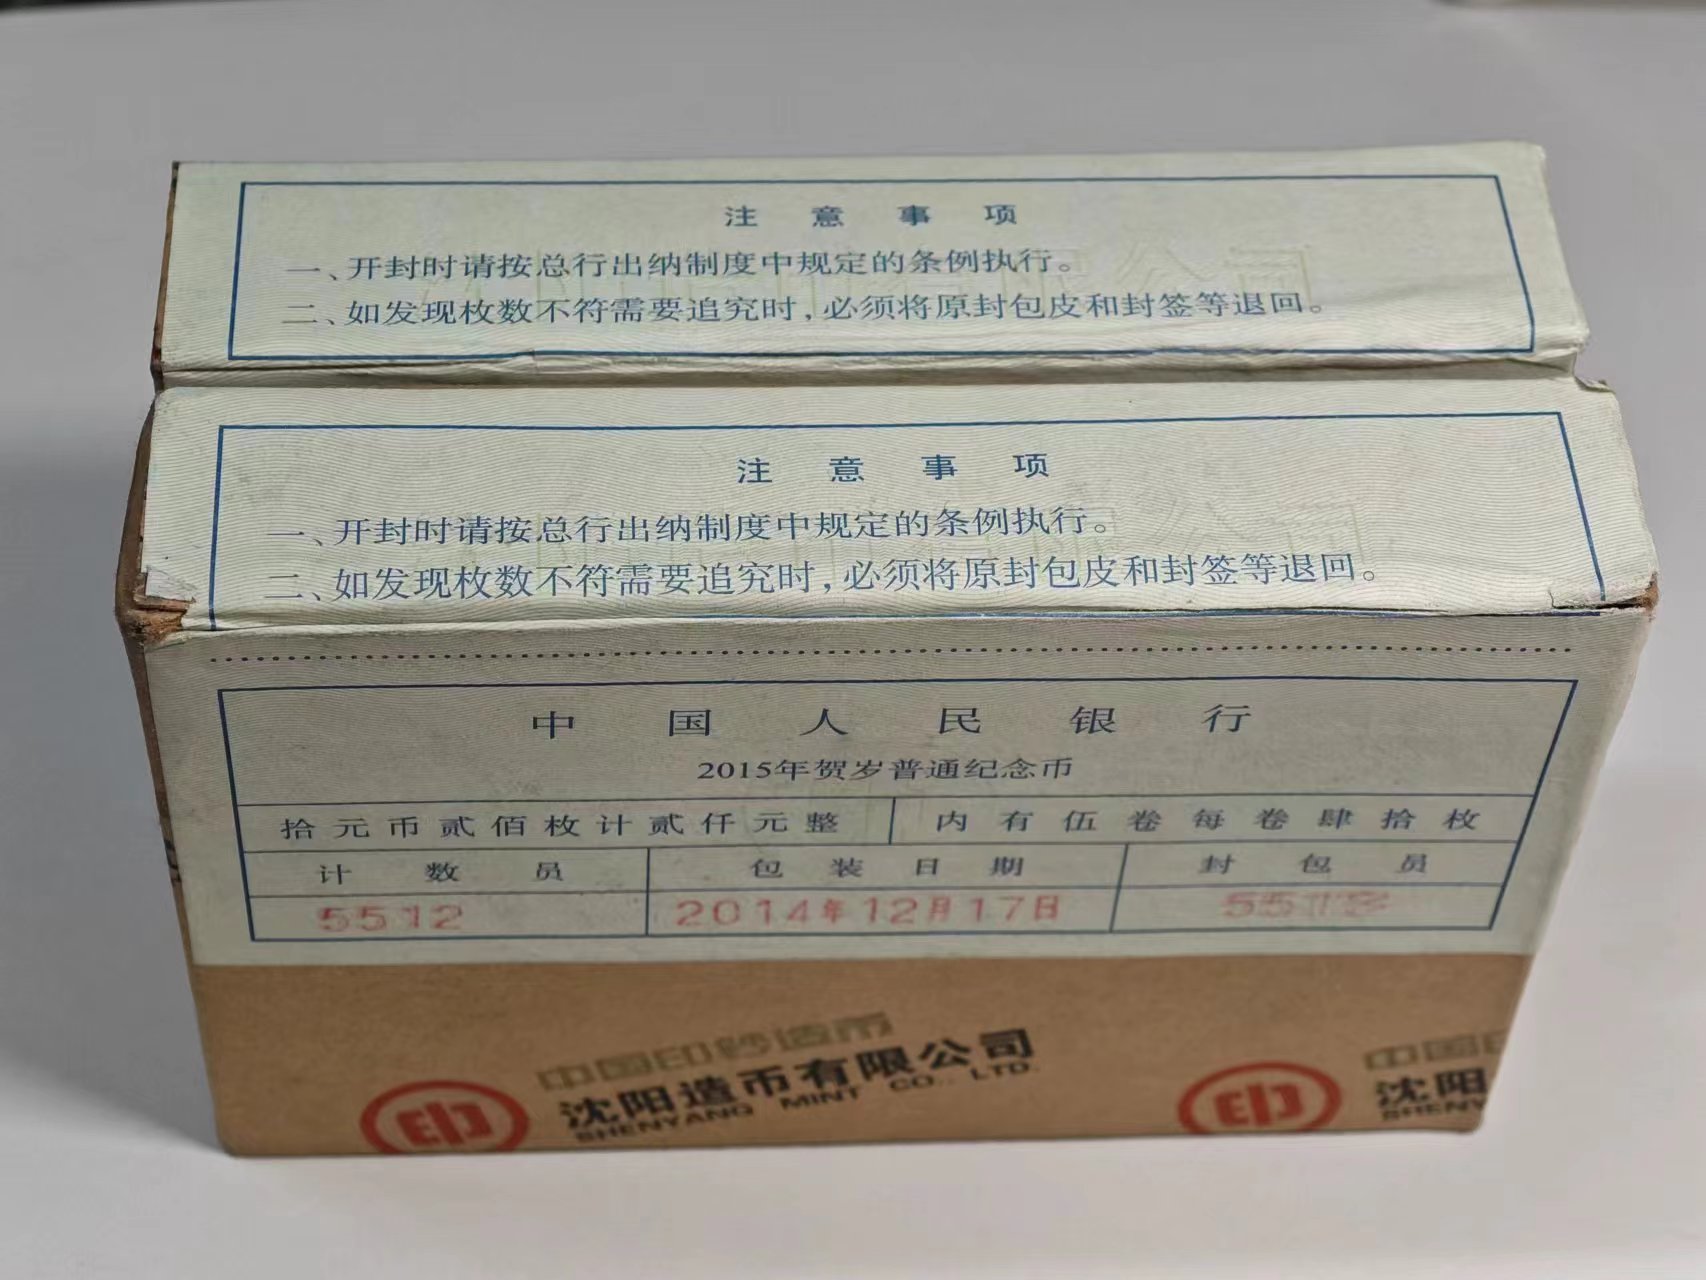 注意事项
一、开封时请按总行出纳制度中规定的条例执行。
二、如发现枚数不符需要追究时,必须将原封包皮和封签等退回。
注意事项
一、开封时请按总行出纳制度中规定的条例执行。
二、如发现枚数不符需要追究时,必须将原封包皮和封签等退回。
中国人民银行
2015年贺岁普通纪念币
拾元币贰佰枚计贰仟元整 内有伍卷每卷肆拾枚
计数员 包装日期 封包员
5512 2014年12月17日
中国印钞造币 中国印
沈阳造币有限公司 沈阳
SHENYANG MINT CO., LTD. SHENY